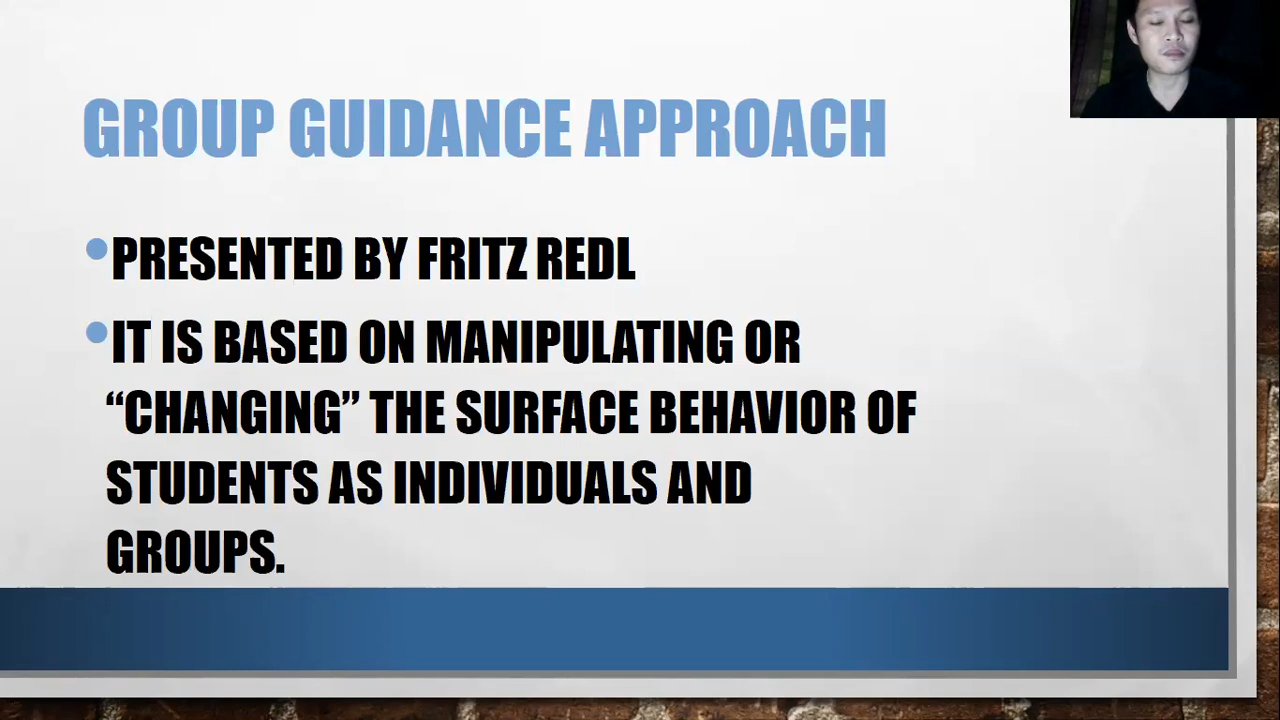 GROUP GUIDANCE APPROACH
•PRESENTED BY FRITZ REDL
•IT IS BASED ON MANIPULATING OR
“CHANGING” THE SURFACE BEHAVIOR OF
STUDENTS AS INDIVIDUALS AND
GROUPS.